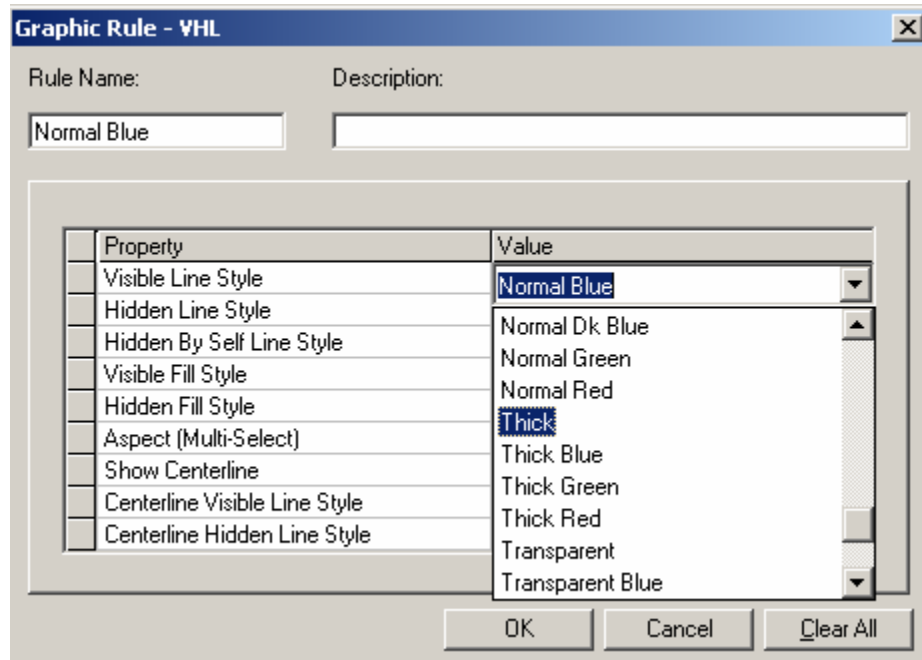 Graphic Rule - VHL
Rule Name: Description:
Normal Blue
Property Value
Visible Line Style Normal Blue
Hidden Line Style
Normal Dk Blue
Hidden By Self Line Style
Normal Green
Visible Fill Style
Normal Red
Hidden Fill Style
Thick
Aspect (Multi-Select)
Thick Blue
Show Centerline
Thick Green
Centerline Visible Line Style
Thick Red
Centerline Hidden Line Style
Transparent
Transparent Blue
OK Cancel Clear All